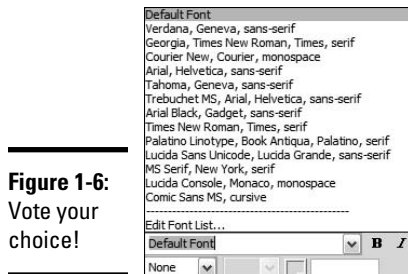 Default Font
Verdana, Geneva, sans-serif
Georgia, Times New Roman, Times, serif
Courier New, Courier, monospace
Arial, Helvetica, sans-serif
Tahoma, Geneva, sans-serif
Trebuchet MS, Arial, Helvetica, sans-serif
Arial Black, Gadget, sans-serif
Times New Roman, Times, serif
Palatino Linotype, Book Antiqua, Palatino, serif
Lucida Sans Unicode, Lucida Grande, sans-serif
MS Serif, New York, serif
Lucida Console, Monaco, monospace
Comic Sans MS, cursive
------------------------------------------------
Edit Font List...
Default Font B I
None
Figure 1-6:
Vote your
choice!